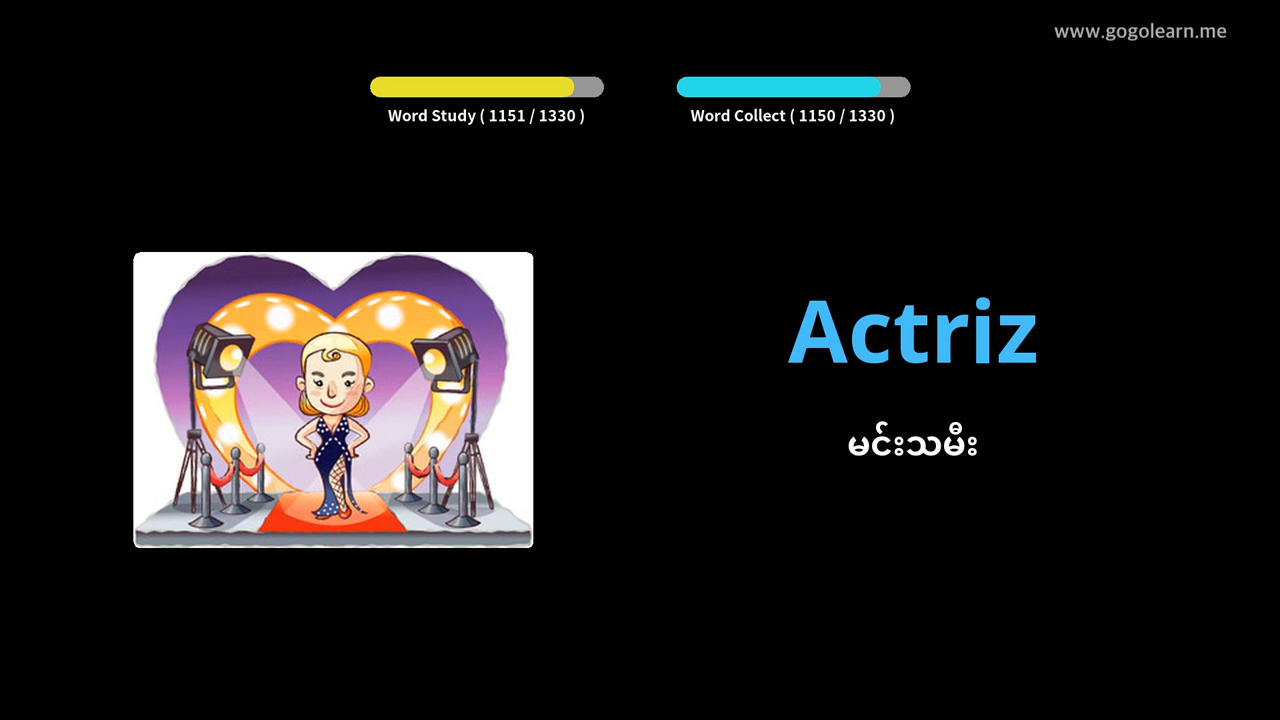 www.gogolearn.me
Word Study ( 1151 / 1330 )
Word Collect ( 1150 / 1330 )
Actriz
မင်းသမီး